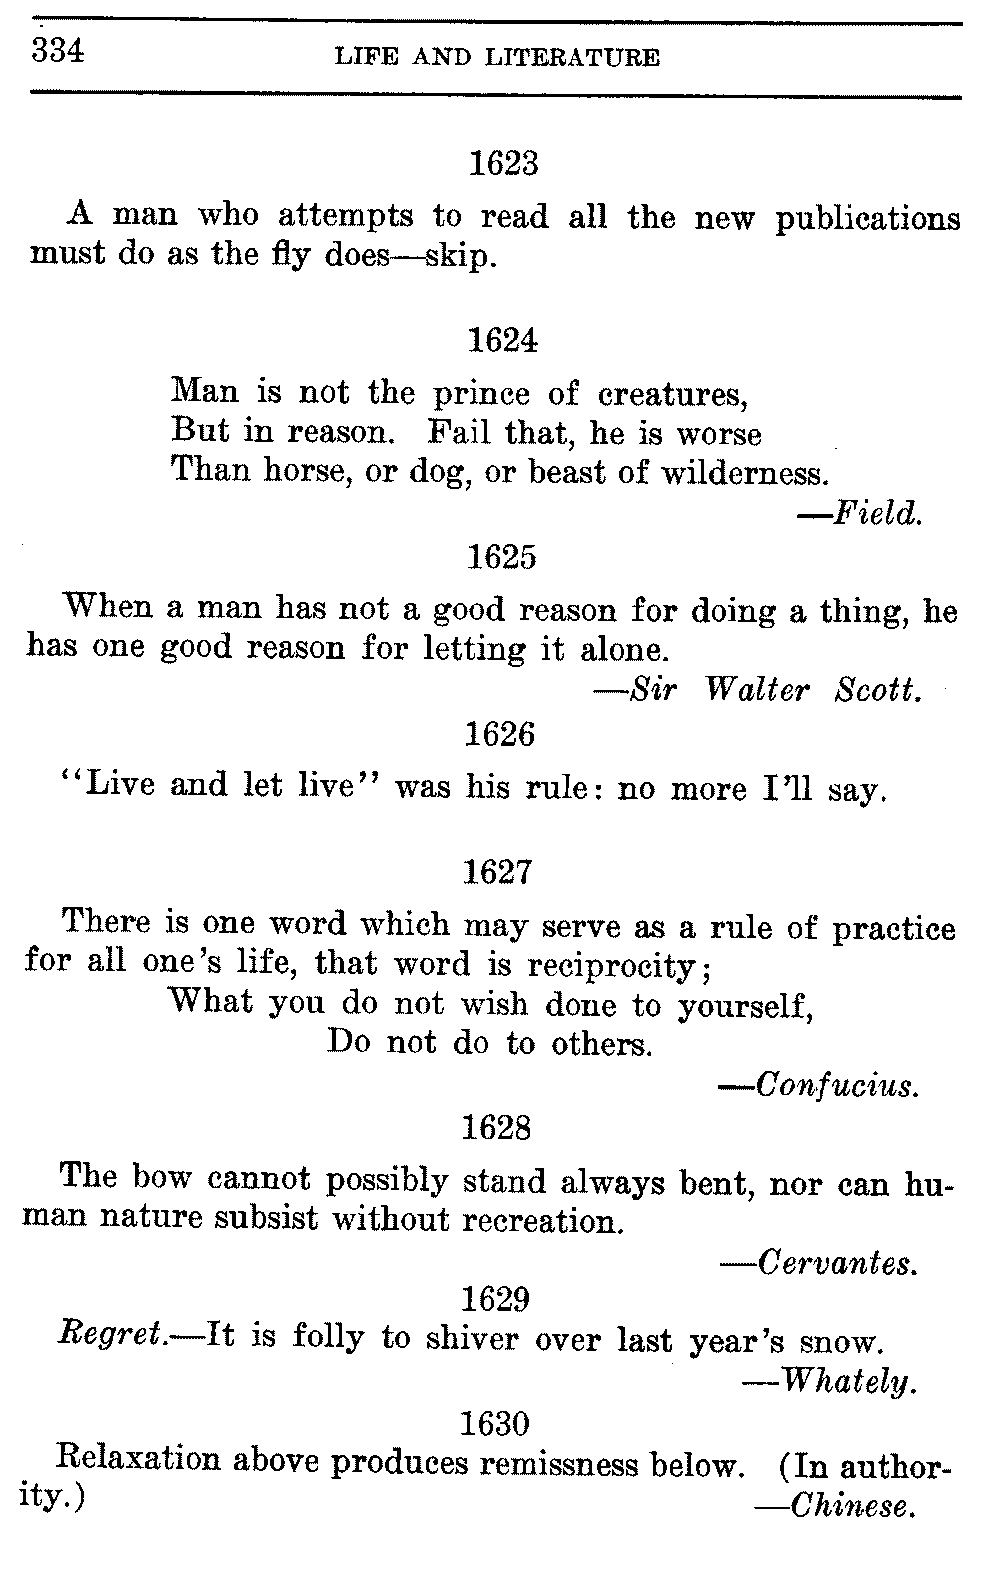 334 LIFE AND LITERATURE
1623
A man who attempts to read all the new publications
must do as the fly does—skip.
1624
Man is not the prince of creatures,
But in reason. Fail that, he is worse
Than horse, or dog, or beast of wilderness.
—Field.
1625
When a man has not a good reason for doing a thing, he
has one good reason for letting it alone.
—Sir Walter Scott.
1626
"Live and let live" was his rule: no more I'll say.
1627
There is one word which may serve as a rule of practice
for all one's life, that word is reciprocity;
What you do not wish done to yourself,
Do not do to others.
—Confucius.
1628
The bow cannot possibly stand always bent, nor can hu-
man nature subsist without recreation.
—Cervantes.
1629
Regret.—It is folly to shiver over last year's snow.
—Whately.
1630
Relaxation above produces remissness below. (In author-
ity.) —Chinese.